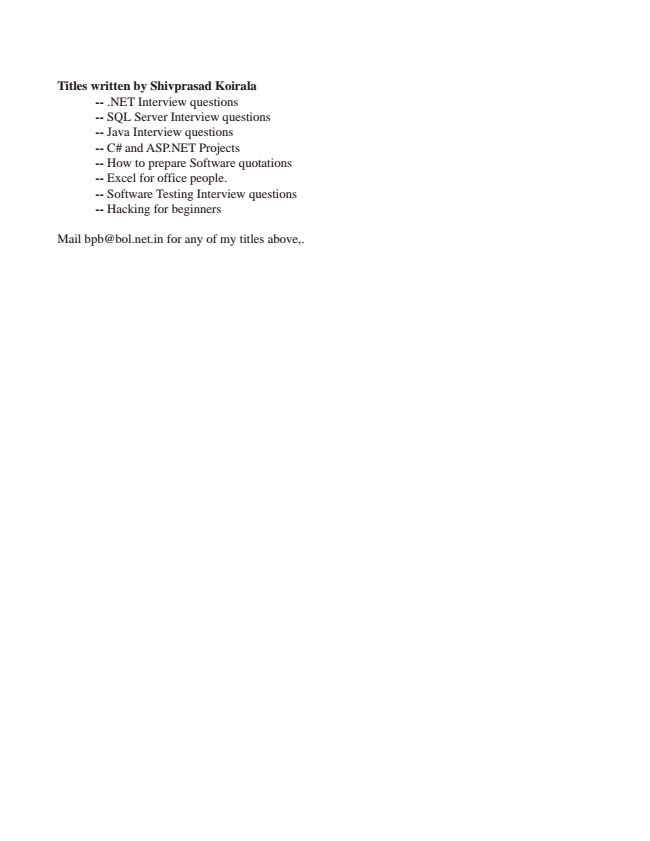 Titles written by Shivprasad Koirala
-- .NET Interview questions
-- SQL Server Interview questions
-- Java Interview questions
-- C# and ASP.NET Projects
-- How to prepare Software quotations
-- Excel for office people.
-- Software Testing Interview questions
-- Hacking for beginners
Mail bpb@bol.net.in for any of my titles above,.